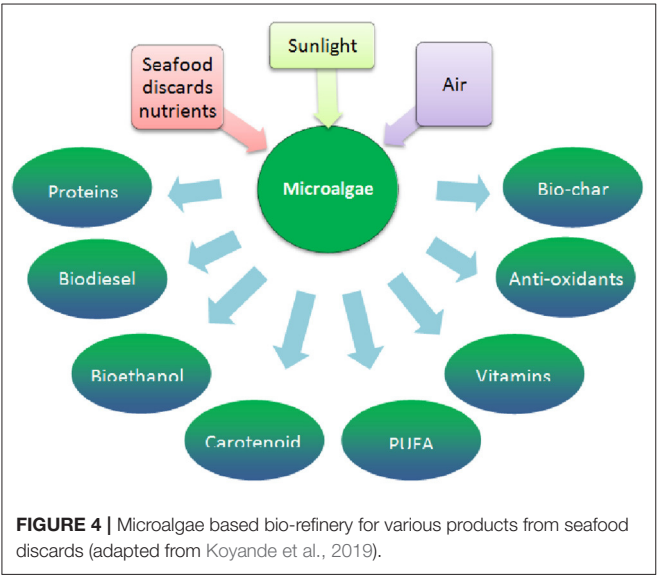 Sunlight
Seafood
discards
nutrients
Air
Microalgae
Proteins
Bio-char
Biodiesel
Anti-oxidants
Bioethanol
Vitamins
Carotenoid
PUFA
FIGURE 4 | Microalgae based bio-refinery for various products from seafood
discards (adapted from Koyande et al., 2019).